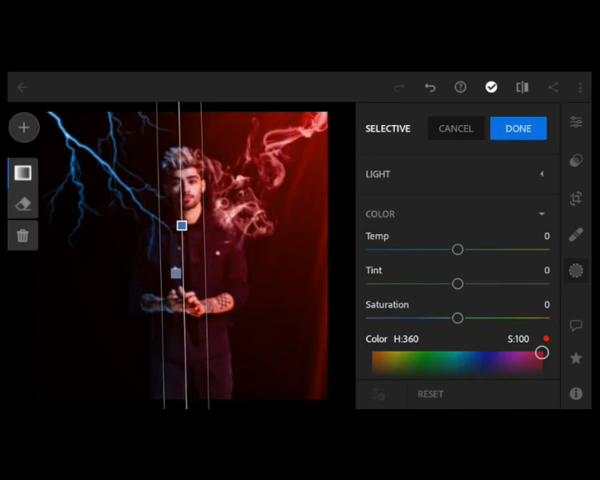 SELECTIVE CANCEL DONE
LIGHT
COLOR
Temp 0
Tint 0
Saturation 0
Color H:360 S:100
RESET